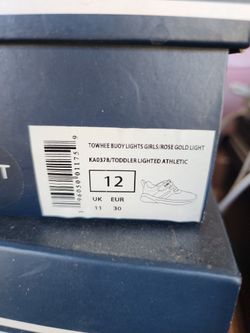 TOWHEE BUOY LIGHTS GIRLS/ROSE GOLD LIGHT
KA0378/TODDLER LIGHTED ATHLETIC
12
UK EUR
11 30
T